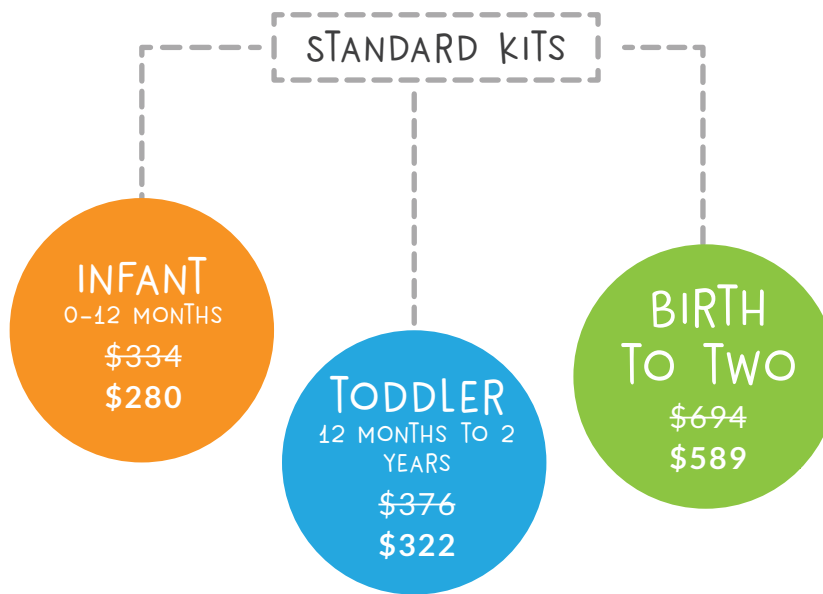 STANDARD KITS
INFANT
0-12 MONTHS
$334
$280
TODDLER
12 MONTHS TO 2
YEARS
$376
$322
BIRTH
TO TWO
$694
$589